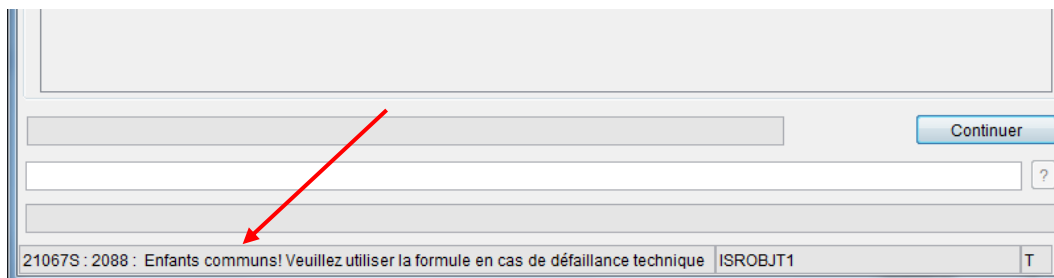 Continuer
?
21067S : 2088 : Enfants communs! Veuillez utiliser la formule en cas de défaillance technique ISROBJT1 T